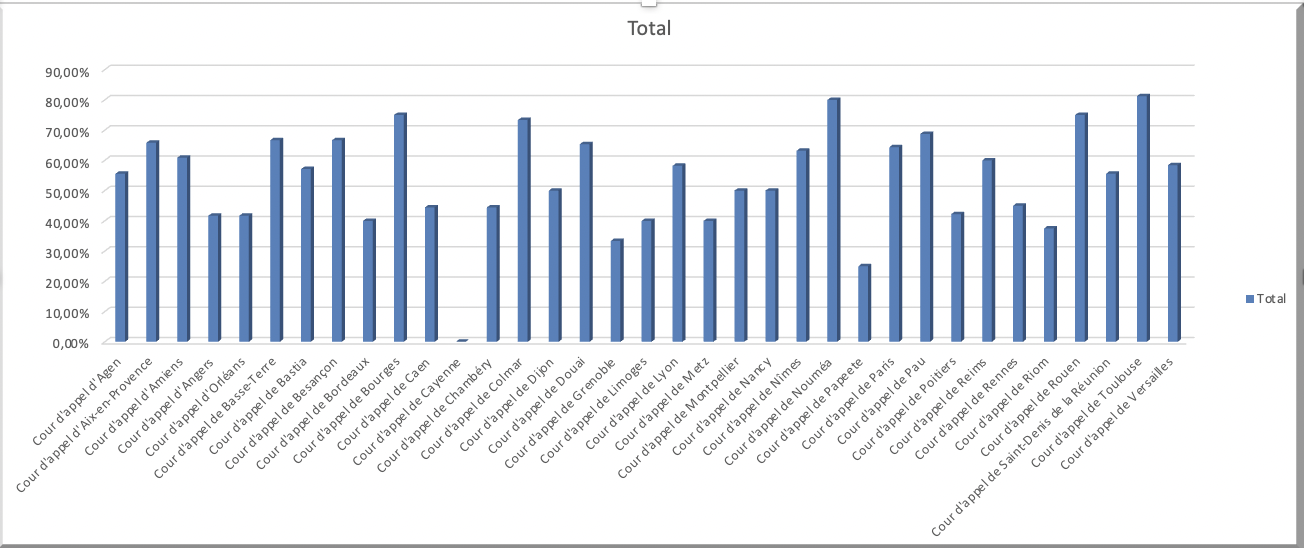 Total
90,00%
80,00%
70,00%
60,00%
50,00%
40,00%
30,00%
20,00%
10,00%
0,00%
Cour d'appel d'Agen
Cour d'appel d'Aix-en-Provence
Cour d'appel d'Amiens
Cour d'appel d'Angers
Cour d'appel d'Orléans
Cour d'appel de Basse-Terre
Cour d'appel de Bastia
Cour d'appel de Besançon
Cour d'appel de Bordeaux
Cour d'appel de Bourges
Cour d'appel de Caen
Cour d'appel de Cayenne
Cour d'appel de Chambéry
Cour d'appel de Colmar
Cour d'appel de Dijon
Cour d'appel de Douai
Cour d'appel de Grenoble
Cour d'appel de Limoges
Cour d'appel de Lyon
Cour d'appel de Metz
Cour d'appel de Montpellier
Cour d'appel de Nancy
Cour d'appel de Nîmes
Cour d'appel de Nouméa
Cour d'appel de Papeete
Cour d'appel de Paris
Cour d'appel de Pau
Cour d'appel de Poitiers
Cour d'appel de Reims
Cour d'appel de Rennes
Cour d'appel de Riom
Cour d'appel de Rouen
Cour d'appel de Saint-Denis de la Réunion
Cour d'appel de Toulouse
Cour d'appel de Versailles
Total